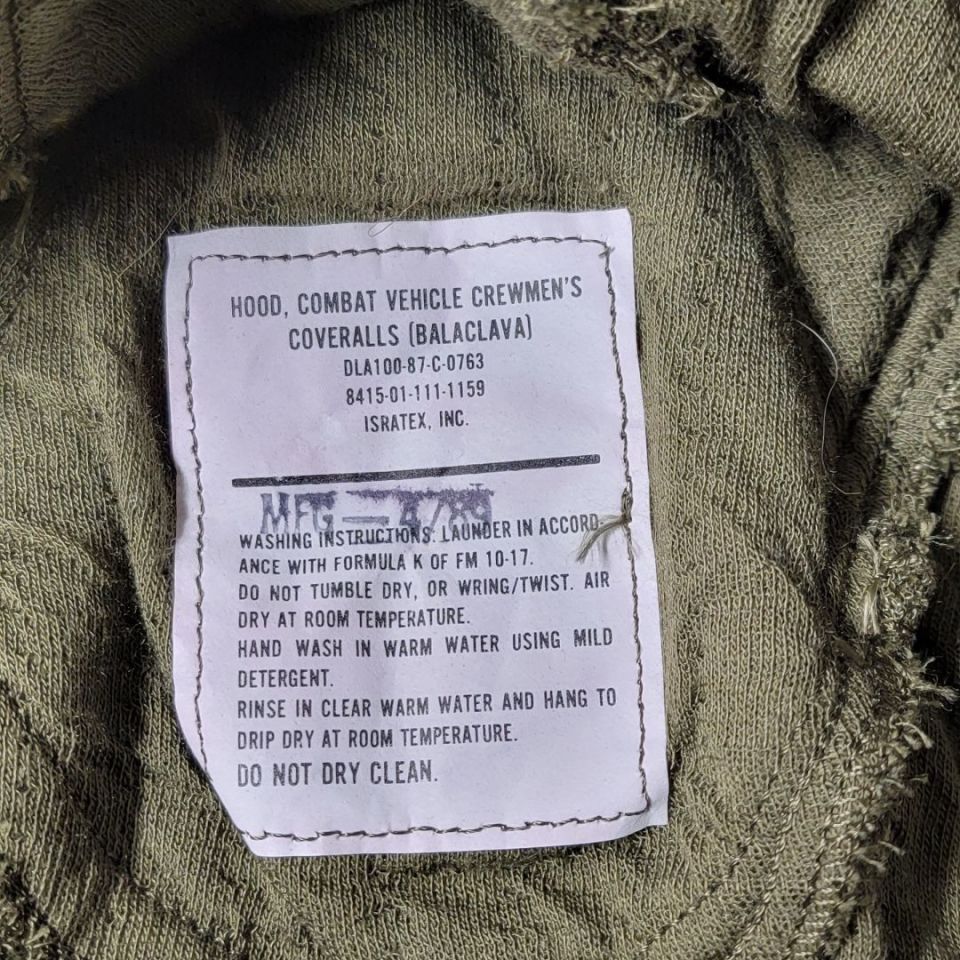 HOOD, COMBAT VEHICLE CREWMEN'S
COVERALLS (BALACLAVA)
DLA100-87-C-0763
8415-01-111-1159
ISRATEX, INC.
MFG — 4/89
WASHING INSTRUCTIONS: LAUNDER IN ACCORD-
ANCE WITH FORMULA K OF FM 10-17.
DO NOT TUMBLE DRY, OR WRING/TWIST. AIR
DRY AT ROOM TEMPERATURE.
HAND WASH IN WARM WATER USING MILD
DETERGENT.
RINSE IN CLEAR WARM WATER AND HANG TO
DRIP DRY AT ROOM TEMPERATURE.
DO NOT DRY CLEAN.